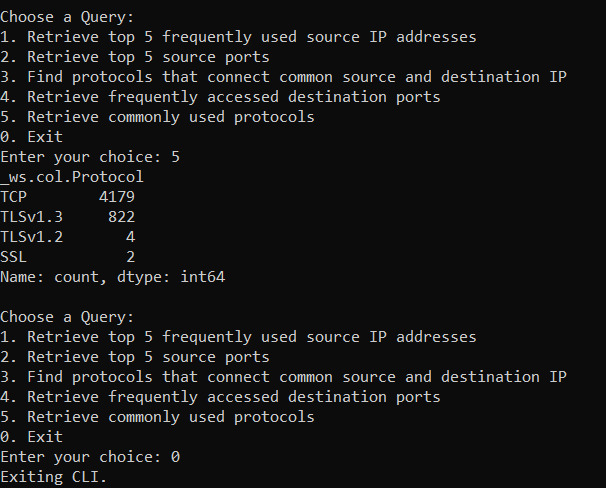 Choose a Query:
1. Retrieve top 5 frequently used source IP addresses
2. Retrieve top 5 source ports
3. Find protocols that connect common source and destination IP
4. Retrieve frequently accessed destination ports
5. Retrieve commonly used protocols
0. Exit
Enter your choice: 5
_ws.col.Protocol
TCP        4179
TLSv1.3     822
TLSv1.2       4
SSL           2
Name: count, dtype: int64

Choose a Query:
1. Retrieve top 5 frequently used source IP addresses
2. Retrieve top 5 source ports
3. Find protocols that connect common source and destination IP
4. Retrieve frequently accessed destination ports
5. Retrieve commonly used protocols
0. Exit
Enter your choice: 0
Exiting CLI.